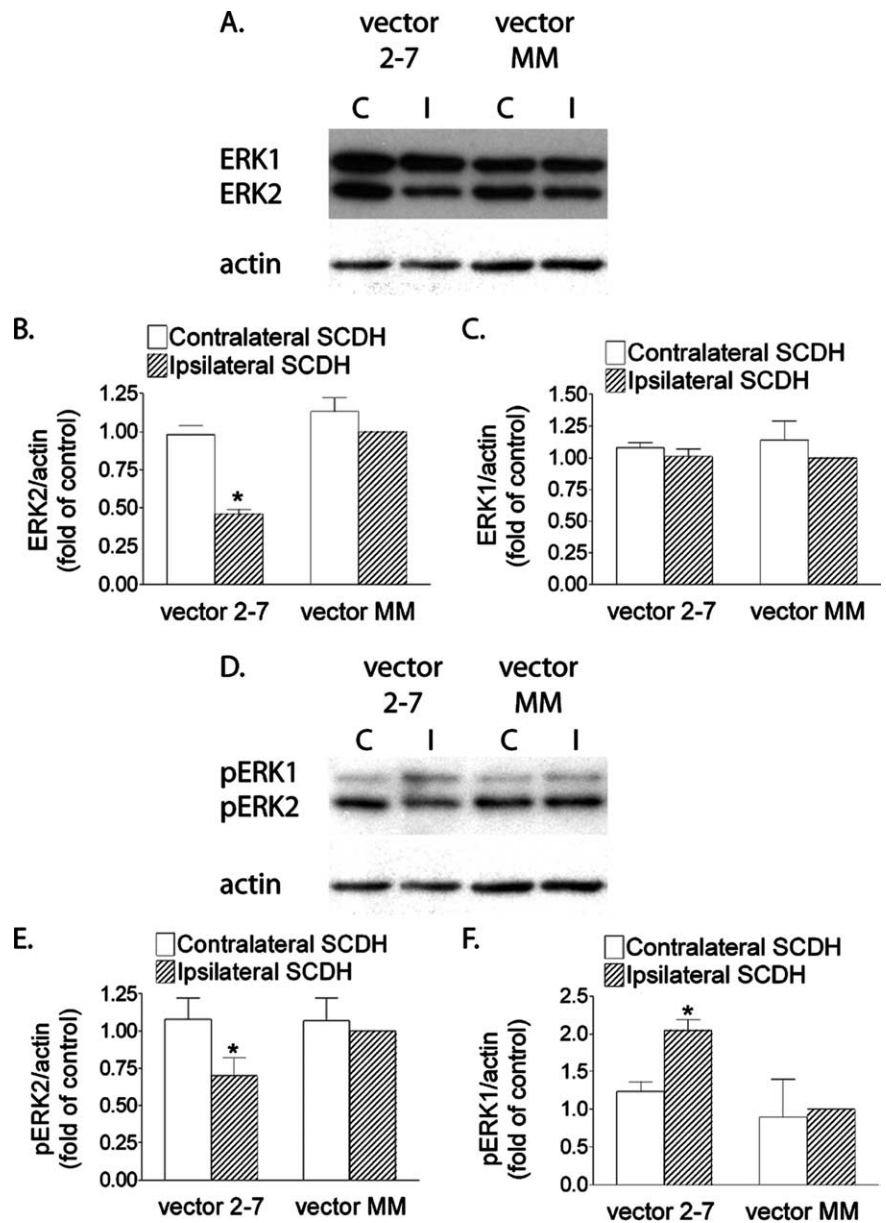 A.
vector 2-7
vector MM
C I C I
ERK1
ERK2
actin
B.
Contralateral SCDH
Ipsilateral SCDH
ERK2/actin
(fold of control)
1.25
1.00
0.75
0.50
0.25
0.00
*
vector 2-7 vector MM
C.
Contralateral SCDH
Ipsilateral SCDH
ERK1/actin
(fold of control)
1.50
1.25
1.00
0.75
0.50
0.25
0.00
vector 2-7 vector MM
D.
vector 2-7
vector MM
C I C I
pERK1
pERK2
actin
E.
Contralateral SCDH
Ipsilateral SCDH
pERK2/actin
(fold of control)
1.25
1.00
0.75
0.50
0.25
0.00
*
vector 2-7 vector MM
F.
Contralateral SCDH
Ipsilateral SCDH
pERK1/actin
(fold of control)
2.5
2.0
1.5
1.0
0.5
0.0
*
vector 2-7 vector MM